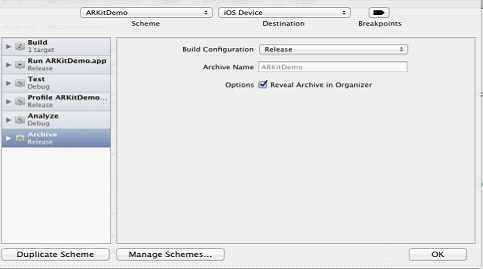 ARKitDemo iOS Device
Scheme Destination Breakpoints
Build
1 target
Run ARKitDemo.app
Release
Test
Debug
Profile ARKitDemo...
Release
Analyze
Debug
Archive
Release
Build Configuration Release
Archive Name ARKitDemo
Options Reveal Archive in Organizer
Duplicate Scheme Manage Schemes... OK